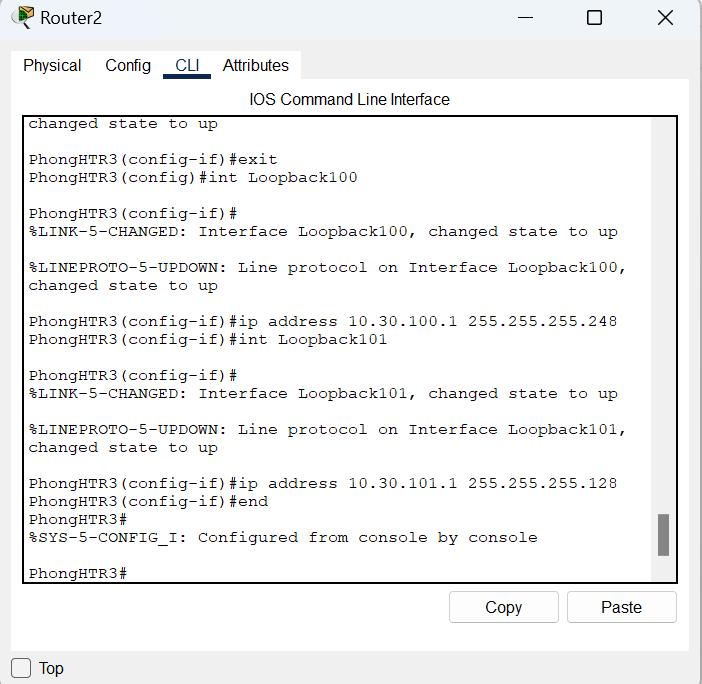 Router2
Physical Config CLI Attributes
IOS Command Line Interface
changed state to up
PhongHTR3(config-if)#exit
PhongHTR3(config)#int Loopback100
PhongHTR3(config-if)#
%LINK-5-CHANGED: Interface Loopback100, changed state to up
%LINEPROTO-5-UPDOWN: Line protocol on Interface Loopback100,
changed state to up
PhongHTR3(config-if)#ip address 10.30.100.1 255.255.255.248
PhongHTR3(config-if)#int Loopback101
PhongHTR3(config-if)#
%LINK-5-CHANGED: Interface Loopback101, changed state to up
%LINEPROTO-5-UPDOWN: Line protocol on Interface Loopback101,
changed state to up
PhongHTR3(config-if)#ip address 10.30.101.1 255.255.255.128
PhongHTR3(config-if)#end
PhongHTR3#
%SYS-5-CONFIG_I: Configured from console by console
PhongHTR3#
Copy Paste
Top